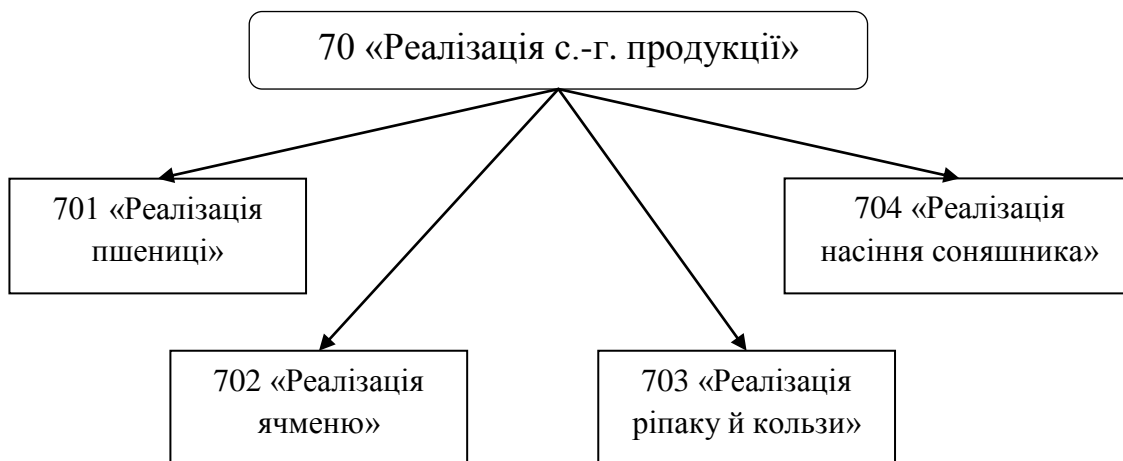 70 «Реалізація с.-г. продукції»
701 «Реалізація
пшениці»
704 «Реалізація
насіння соняшника»
702 «Реалізація
ячменю»
703 «Реалізація
ріпаку й кользи»